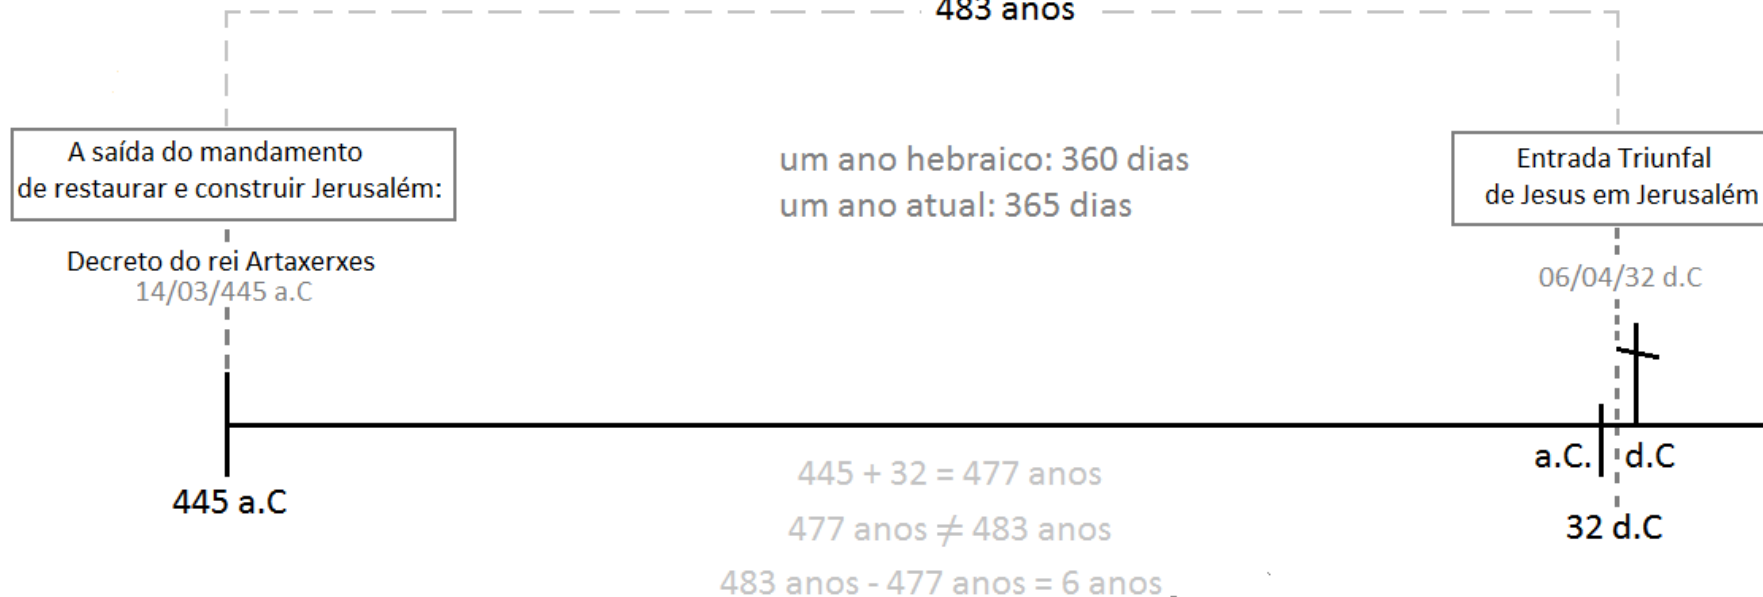 483 anos
A saída do mandamento
de restaurar e construir Jerusalém:
um ano hebraico: 360 dias
um ano atual: 365 dias
Entrada Triunfal
de Jesus em Jerusalém
Decreto do rei Artaxerxes
14/03/445 a.C
06/04/32 d.C
a.C. d.C
445 a.C
32 d.C
445 + 32 = 477 anos
477 anos ≠ 483 anos
483 anos - 477 anos = 6 anos